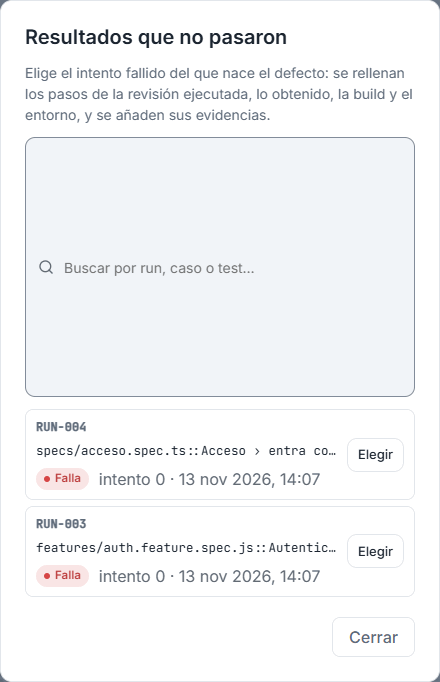 Resultados que no pasaron
Elige el intento fallido del que nace el defecto: se rellenan
los pasos de la revisión ejecutada, lo obtenido, la build y el
entorno, y se añaden sus evidencias.
Buscar por run, caso o test...
RUN-004
specs/acceso.spec.ts::Acceso › entra co…
Elegir
Falla intento 0 · 13 nov 2026, 14:07
RUN-003
features/auth.feature.spec.js::Autentic…
Elegir
Falla intento 0 · 13 nov 2026, 14:07
Cerrar